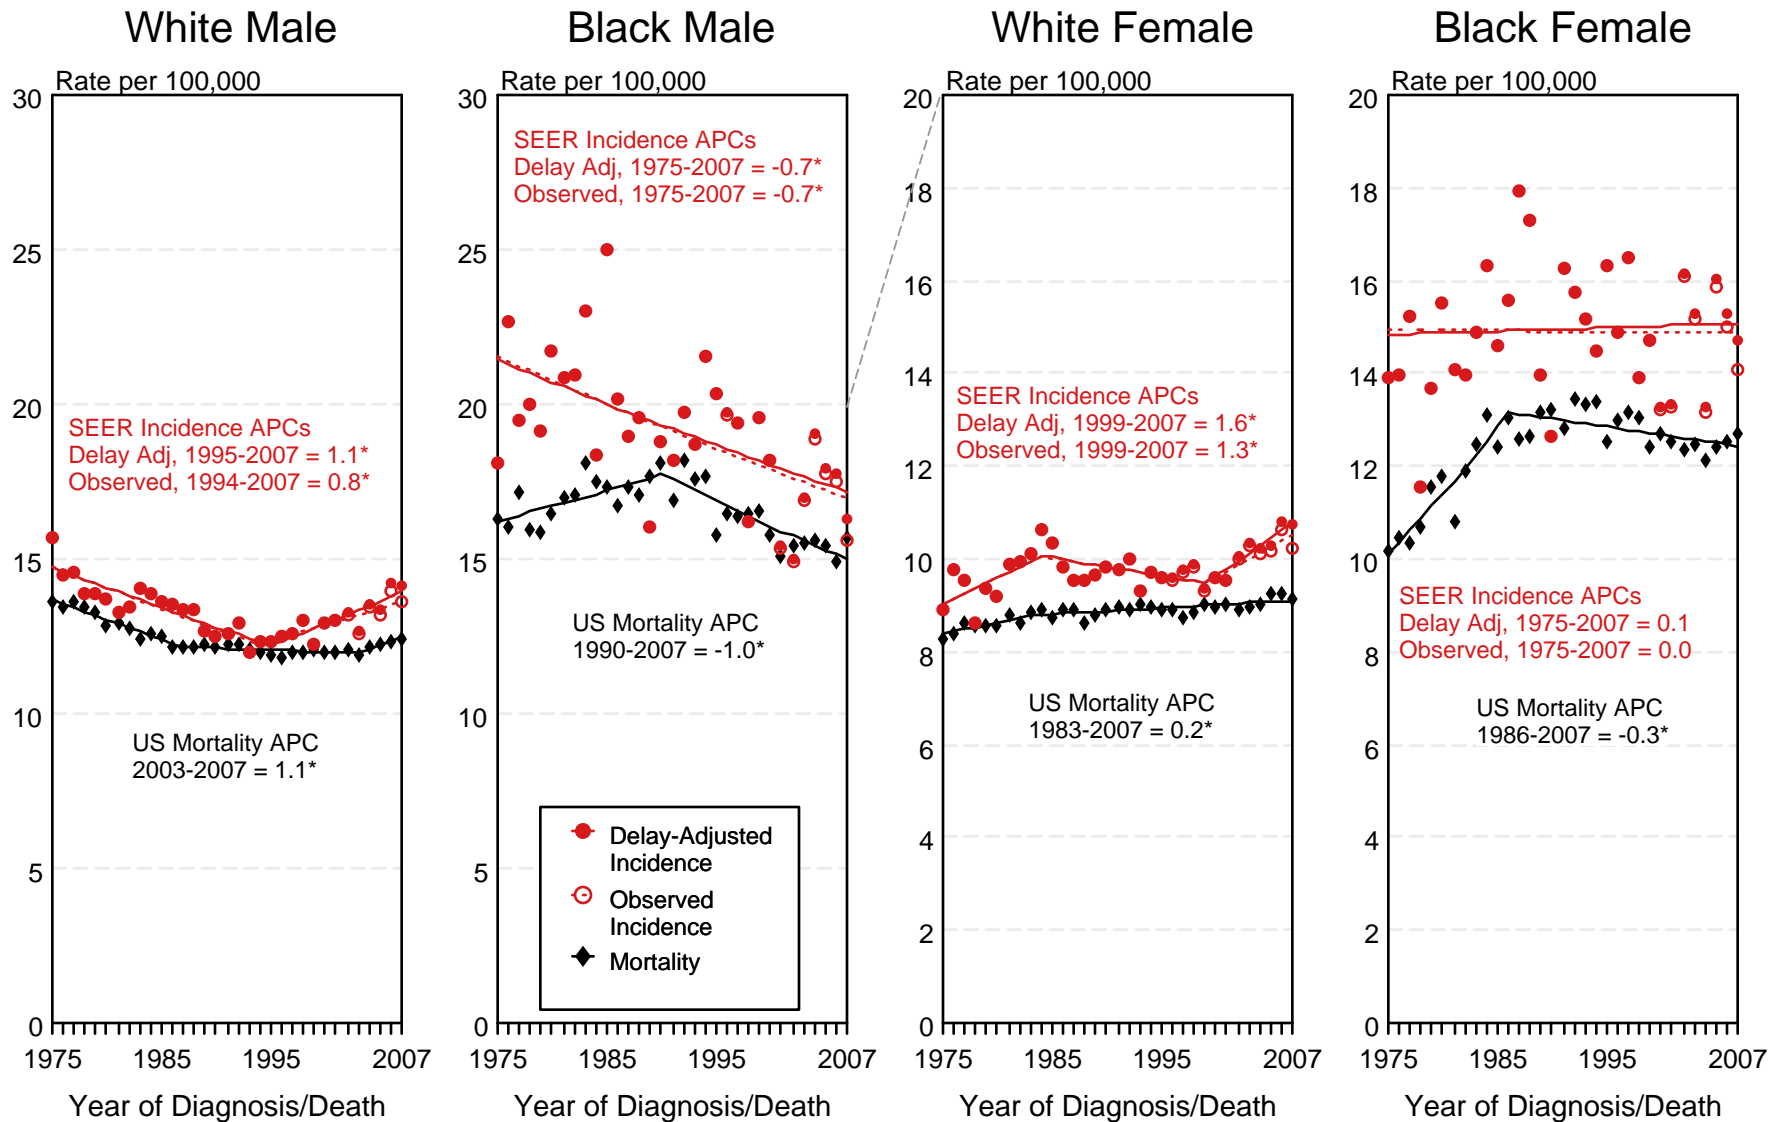 White Male
Black Male
White Female
Black Female
Rate per 100,000
30
25
20
15
10
5
0
SEER Incidence APCs
Delay Adj, 1995-2007 = 1.1*
Observed, 1994-2007 = 0.8*
US Mortality APC
2003-2007 = 1.1*
1975
1985
1995
2007
Year of Diagnosis/Death
Rate per 100,000
30
25
20
15
10
5
0
SEER Incidence APCs
Delay Adj, 1975-2007 = -0.7*
Observed, 1975-2007 = -0.7*
US Mortality APC
1990-2007 = -1.0*
Delay-Adjusted
Incidence
Observed
Incidence
Mortality
1975
1985
1995
2007
Year of Diagnosis/Death
Rate per 100,000
20
18
16
14
12
10
8
6
4
2
0
SEER Incidence APCs
Delay Adj, 1999-2007 = 1.6*
Observed, 1999-2007 = 1.3*
US Mortality APC
1983-2007 = 0.2*
1975
1985
1995
2007
Year of Diagnosis/Death
Rate per 100,000
20
18
16
14
12
10
8
6
4
2
0
SEER Incidence APCs
Delay Adj, 1975-2007 = 0.1
Observed, 1975-2007 = 0.0
US Mortality APC
1986-2007 = -0.3*
1975
1985
1995
2007
Year of Diagnosis/Death